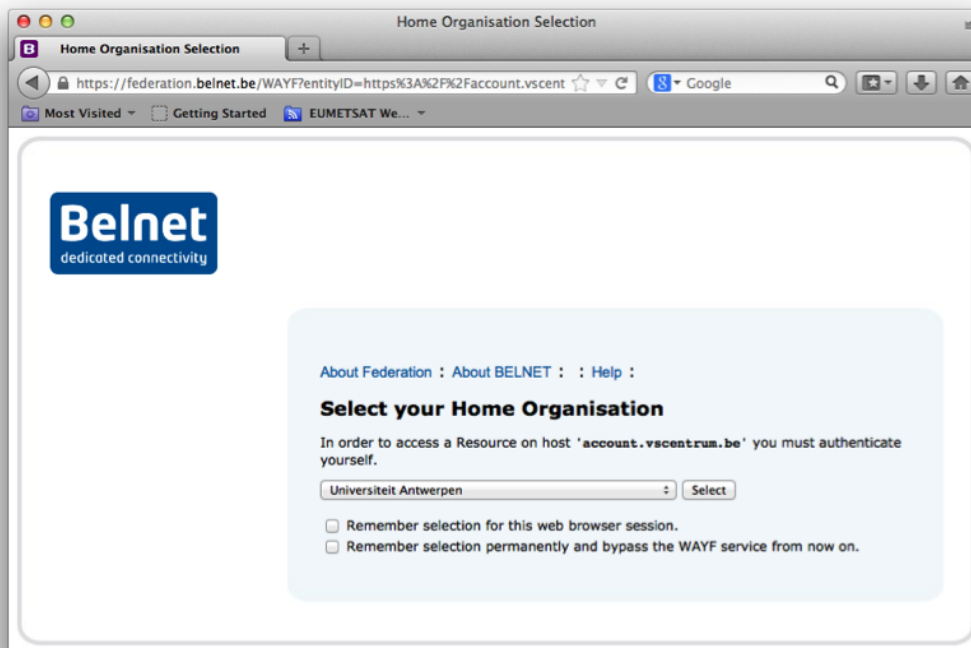 Home Organisation Selection
B Home Organisation Selection +
https://federation.belnet.be/WAYF?entityID=https%3A%2F%2Faccount.vscent 8 Google
Most Visited Getting Started EUMETSAT We...
Belnet
dedicated connectivity
About Federation : About BELNET : : Help :
Select your Home Organisation
In order to access a Resource on host 'account.vscentrum.be' you must authenticate
yourself.
Universiteit Antwerpen Select
Remember selection for this web browser session.
Remember selection permanently and bypass the WAYF service from now on.